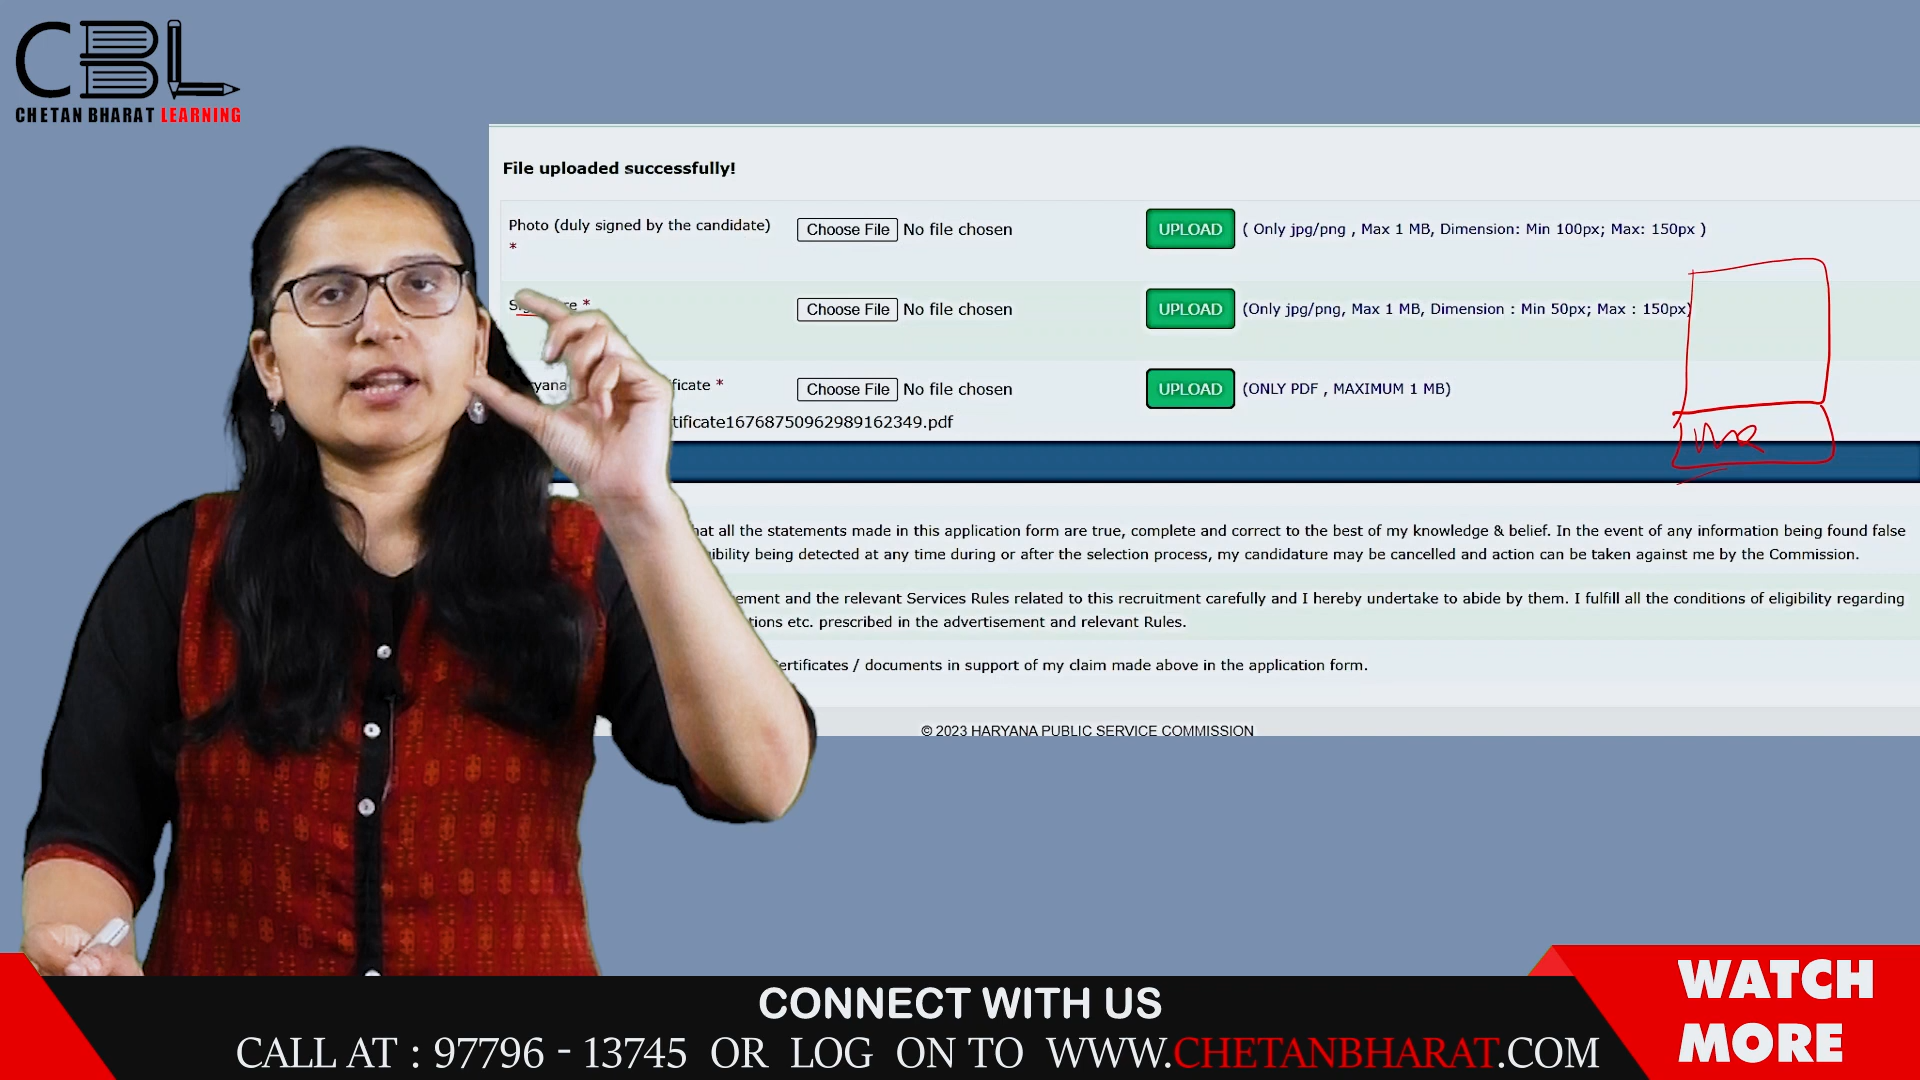 CBL
CHETAN BHARAT LEARNING
File uploaded successfully!
Photo (duly signed by the candidate)
*
Choose File No file chosen
UPLOAD
( Only jpg/png , Max 1 MB, Dimension: Min 100px; Max: 150px )
*
Choose File No file chosen
UPLOAD
(Only jpg/png, Max 1 MB, Dimension : Min 50px; Max : 150px)
*
Choose File No file chosen
UPLOAD
(ONLY PDF , MAXIMUM 1 MB)
tificate16768750962989162349.pdf
all the statements made in this application form are true, complete and correct to the best of my knowledge & belief. In the event of any information being found false
being detected at any time during or after the selection process, my candidature may be cancelled and action can be taken against me by the Commission.
and the relevant Services Rules related to this recruitment carefully and I hereby undertake to abide by them. I fulfill all the conditions of eligibility regarding
etc. prescribed in the advertisement and relevant Rules.
/ documents in support of my claim made above in the application form.
© 2023 HARYANA PUBLIC SERVICE COMMISSION
CONNECT WITH US
CALL AT : 97796 - 13745 OR LOG ON TO WWW.CHETANBHARAT.COM
WATCH
MORE